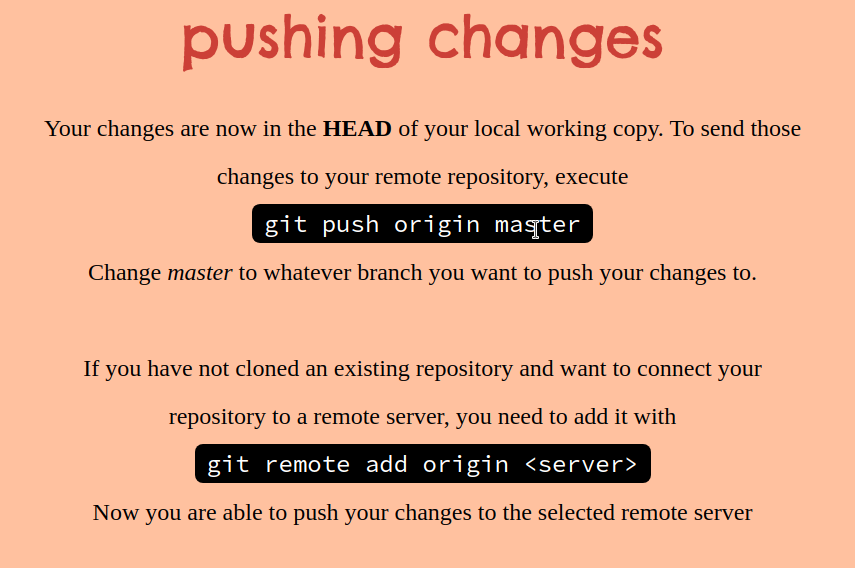 pushing changes
Your changes are now in the HEAD of your local working copy. To send those
changes to your remote repository, execute
git push origin master
Change master to whatever branch you want to push your changes to.
If you have not cloned an existing repository and want to connect your
repository to a remote server, you need to add it with
git remote add origin <server>
Now you are able to push your changes to the selected remote server